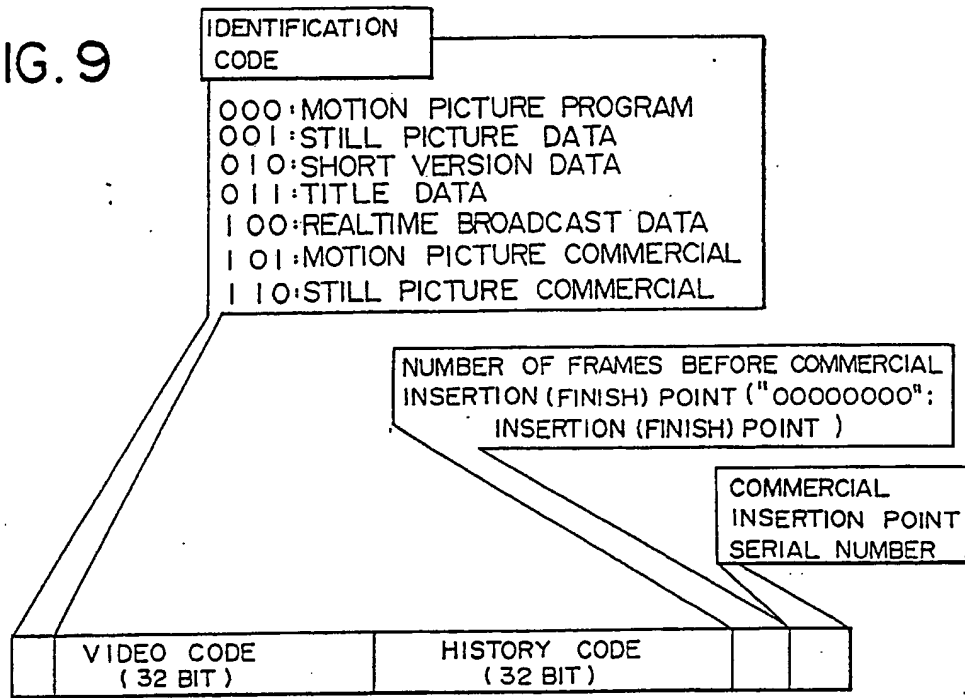 IG. 9
IDENTIFICATION
CODE
000:MOTION PICTURE PROGRAM
001:STILL PICTURE DATA
010:SHORT VERSION DATA
011:TITLE DATA
100:REALTIME BROADCAST DATA
101:MOTION PICTURE COMMERCIAL
110:STILL PICTURE COMMERCIAL
NUMBER OF FRAMES BEFORE COMMERCIAL
INSERTION (FINISH) POINT ("00000000":
INSERTION (FINISH) POINT )
COMMERCIAL
INSERTION POINT
SERIAL NUMBER
VIDEO CODE
(32 BIT)
HISTORY CODE
(32 BIT)